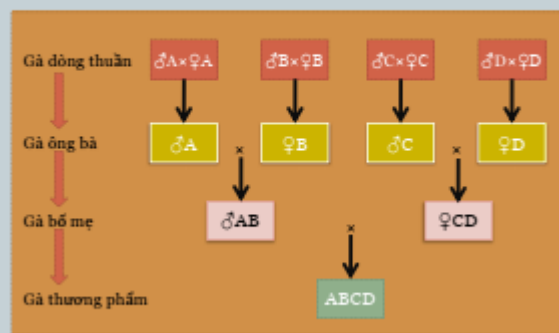 Gà dòng thuần
♂A×♀A
♂B×♀B
♂C×♀C
♂D×♀D
Gà ông bà
♂A
×
♀B
♂C
×
♀D
Gà bố mẹ
♂AB
×
♀CD
Gà thương phẩm
ABCD